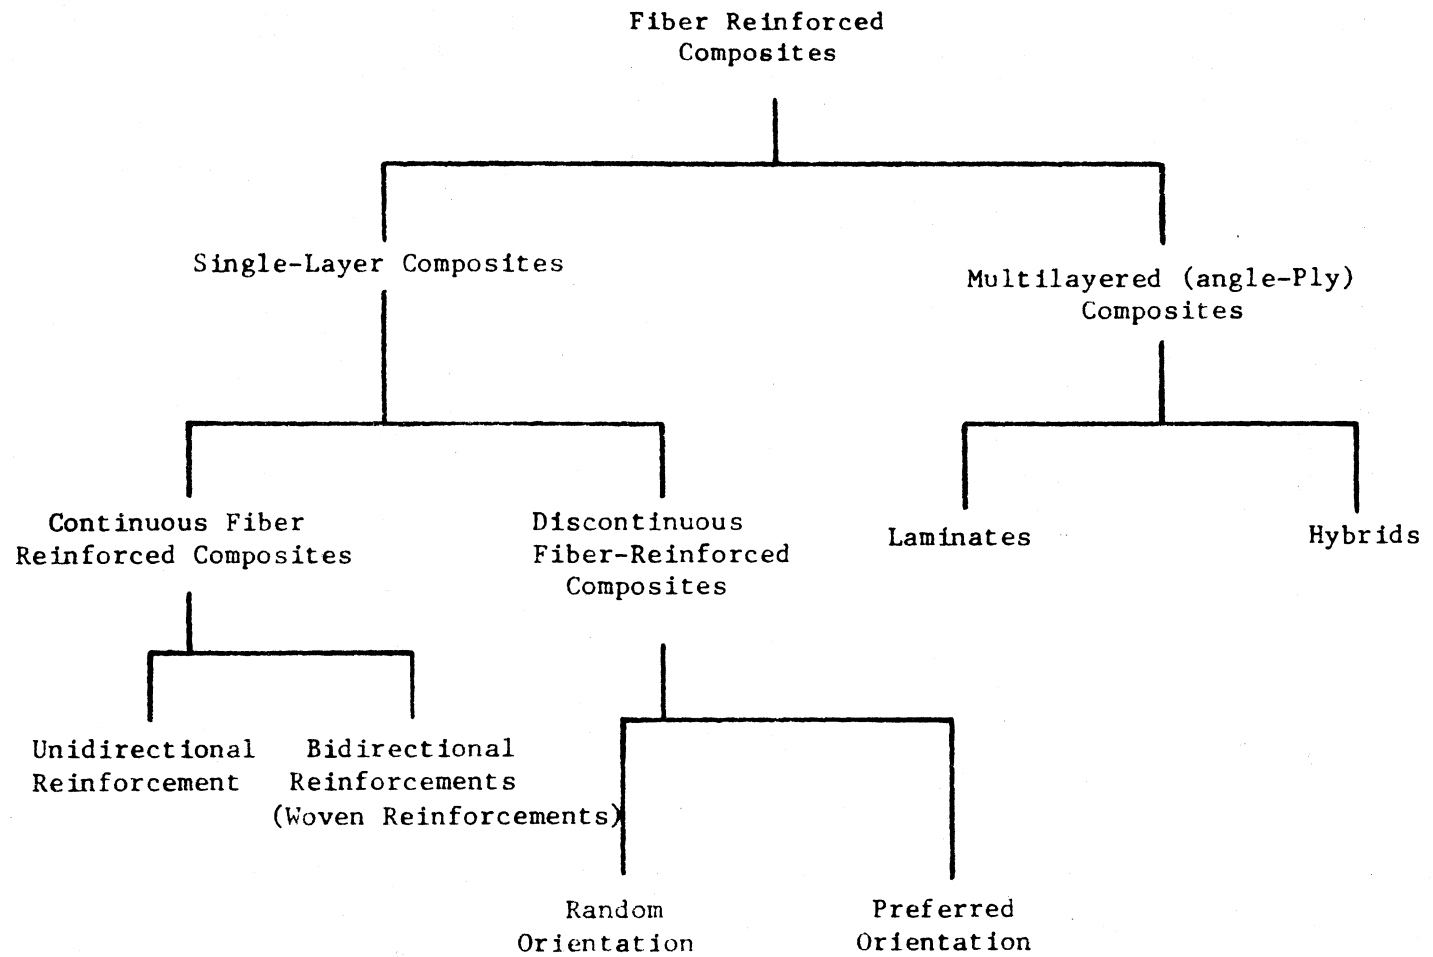 Fiber Reinforced
Composites
Single-Layer Composites
Multilayered (angle-Ply)
Composites
Continuous Fiber
Reinforced Composites
Discontinuous
Fiber-Reinforced
Composites
Laminates
Hybrids
Unidirectional
Reinforcement
Bidirectional
Reinforcements
(Woven Reinforcements)
Random
Orientation
Preferred
Orientation